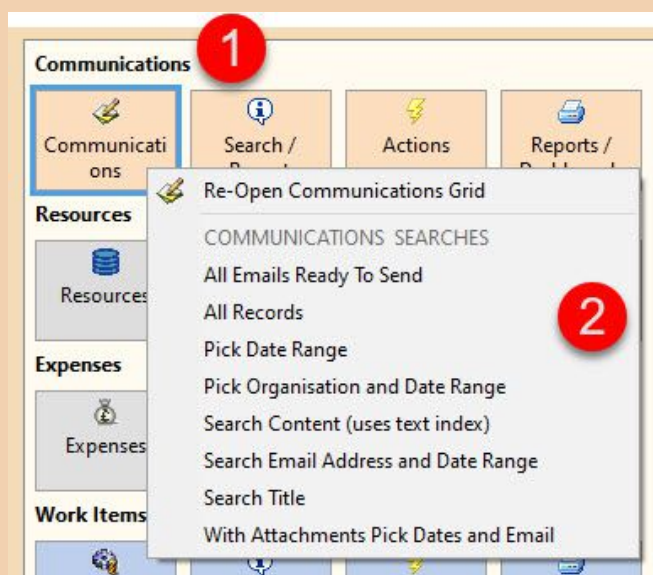 Communications
1
Communicati
ons
Search /
Actions
Reports /
Re-Open Communications Grid
Resources
COMMUNICATIONS SEARCHES
All Emails Ready To Send
Resources
All Records
2
Pick Date Range
Expenses
Pick Organisation and Date Range
Search Content (uses text index)
Expenses
Search Email Address and Date Range
Search Title
Work Items
With Attachments Pick Dates and Email